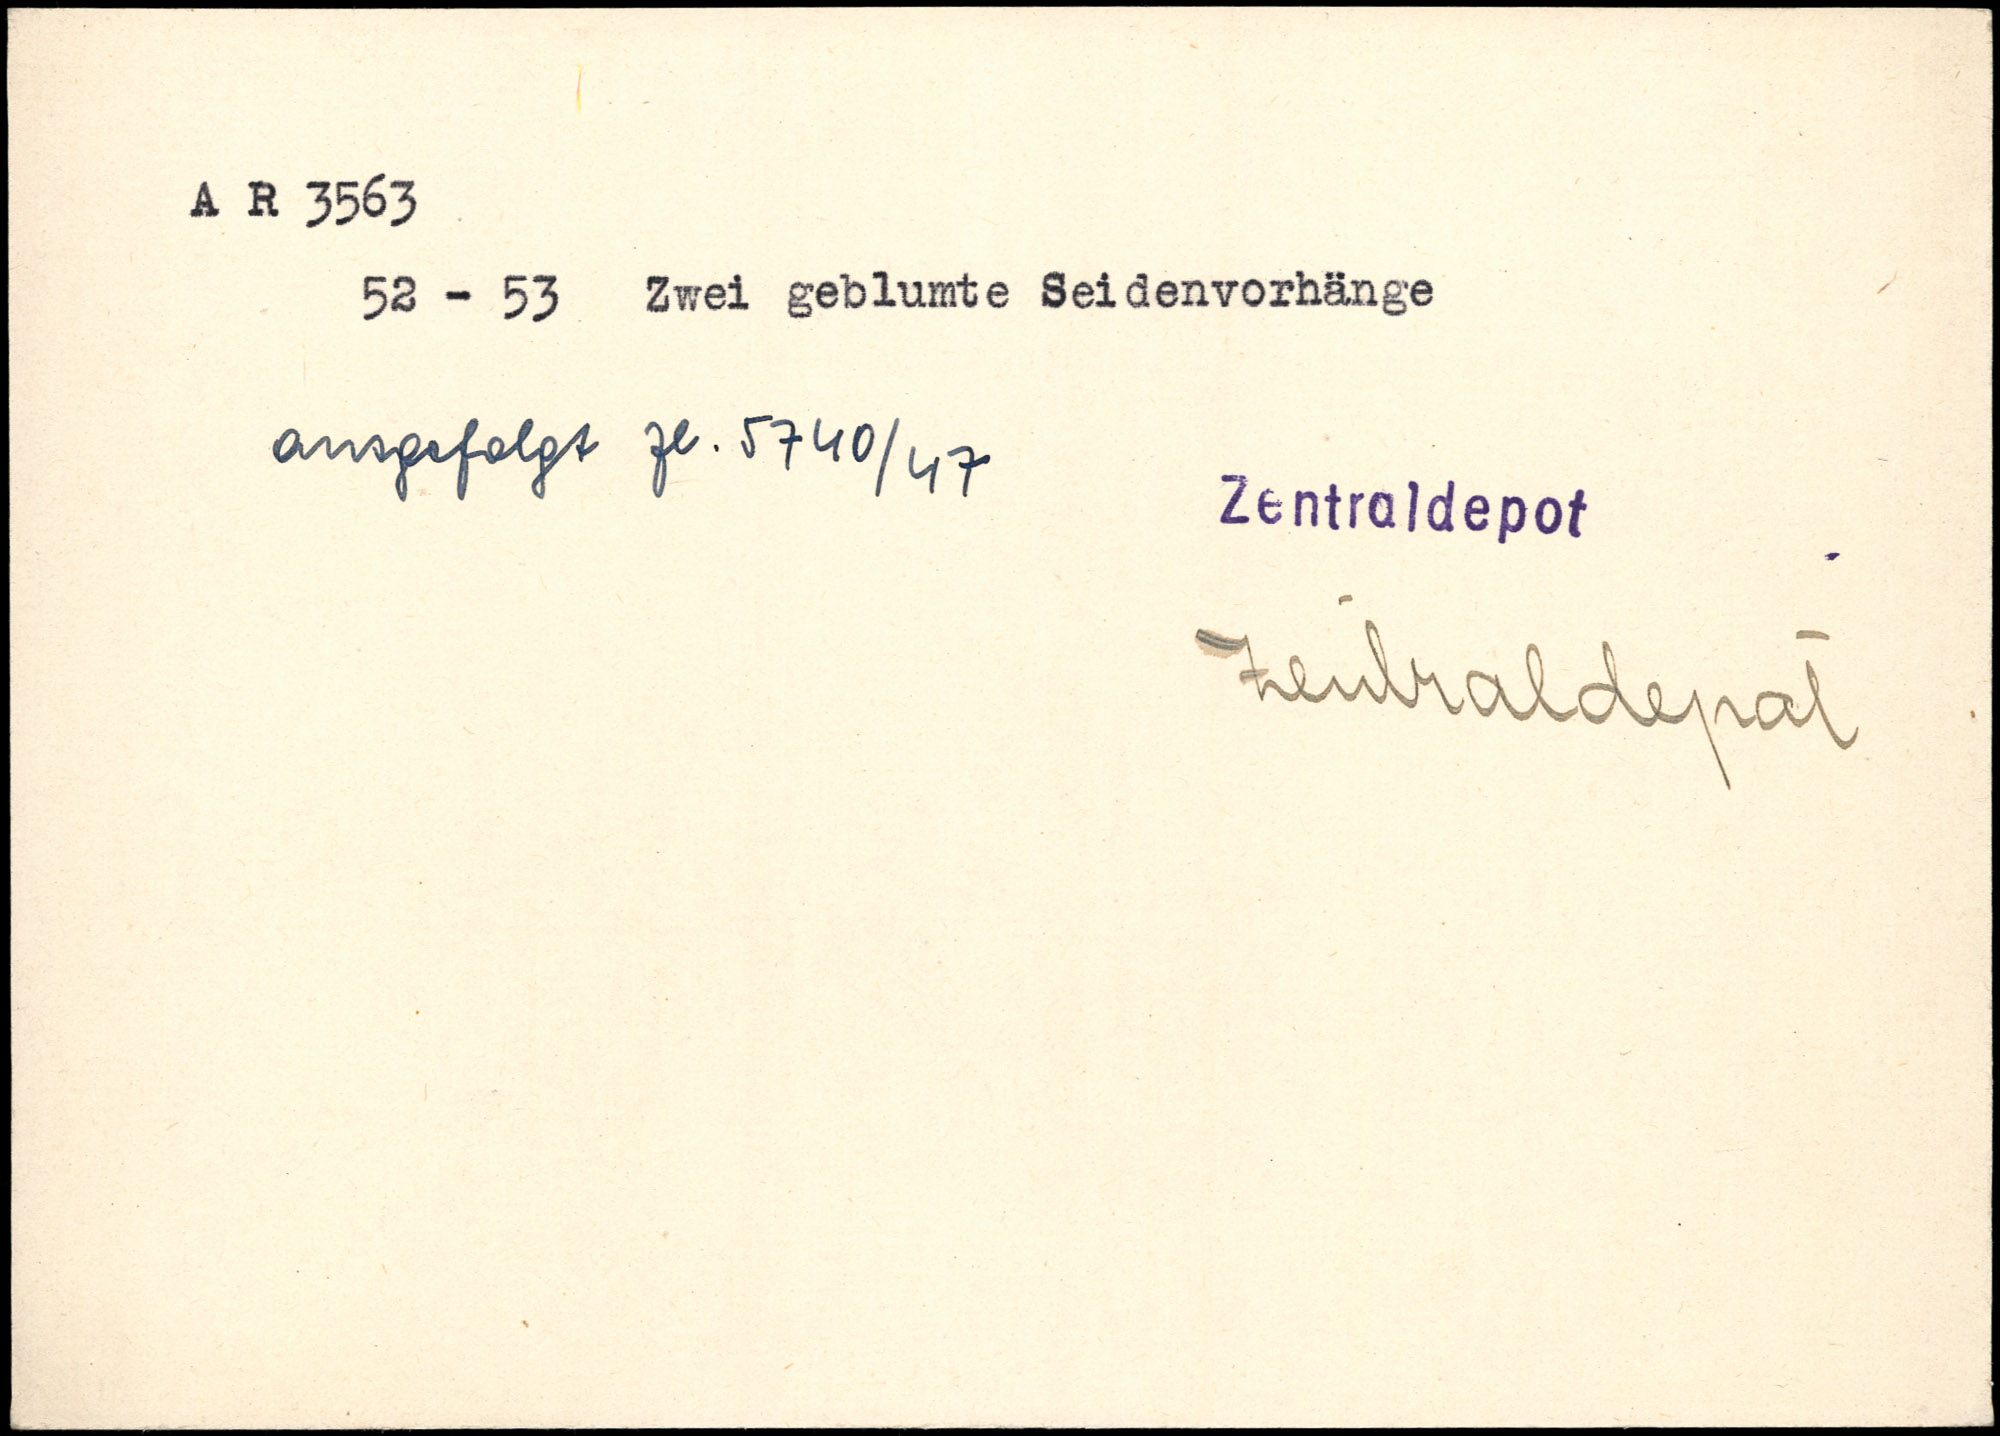 A R 3563
52 - 53 Zwei geblumte Seidenvorhänge
ausgefolgt Zl. 5740/47
Zentraldepot
Zentraldepot